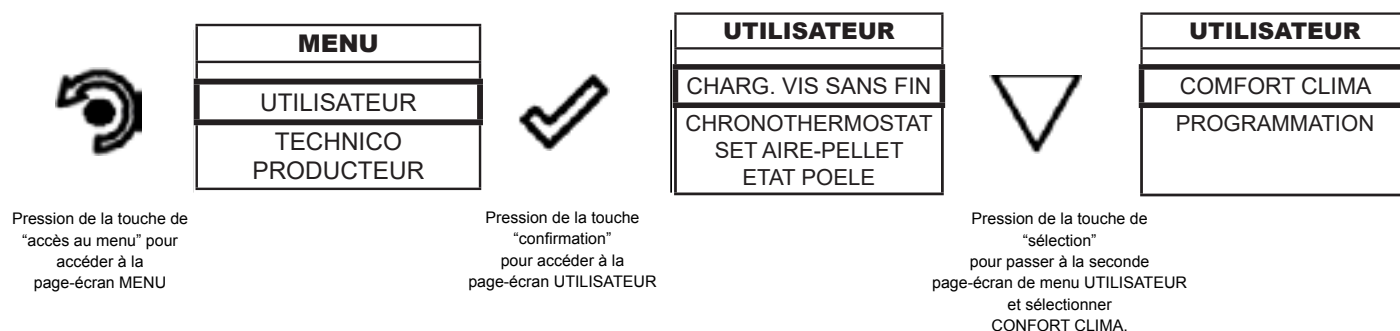 MENU
UTILISATEUR
TECHNICO
PRODUCTEUR
UTILISATEUR
CHARG. VIS SANS FIN
CHRONOTHERMOSTAT
SET AIRE-PELLET
ETAT POELE
UTILISATEUR
COMFORT CLIMA
PROGRAMMATION
Pression de la touche de
“accès au menu” pour
accéder à la
page-écran MENU
Pression de la touche
“confirmation”
pour accéder à la
page-écran UTILISATEUR
Pression de la touche de
“sélection”
pour passer à la seconde
page-écran de menu UTILISATEUR
et sélectionner
CONFORT CLIMA.